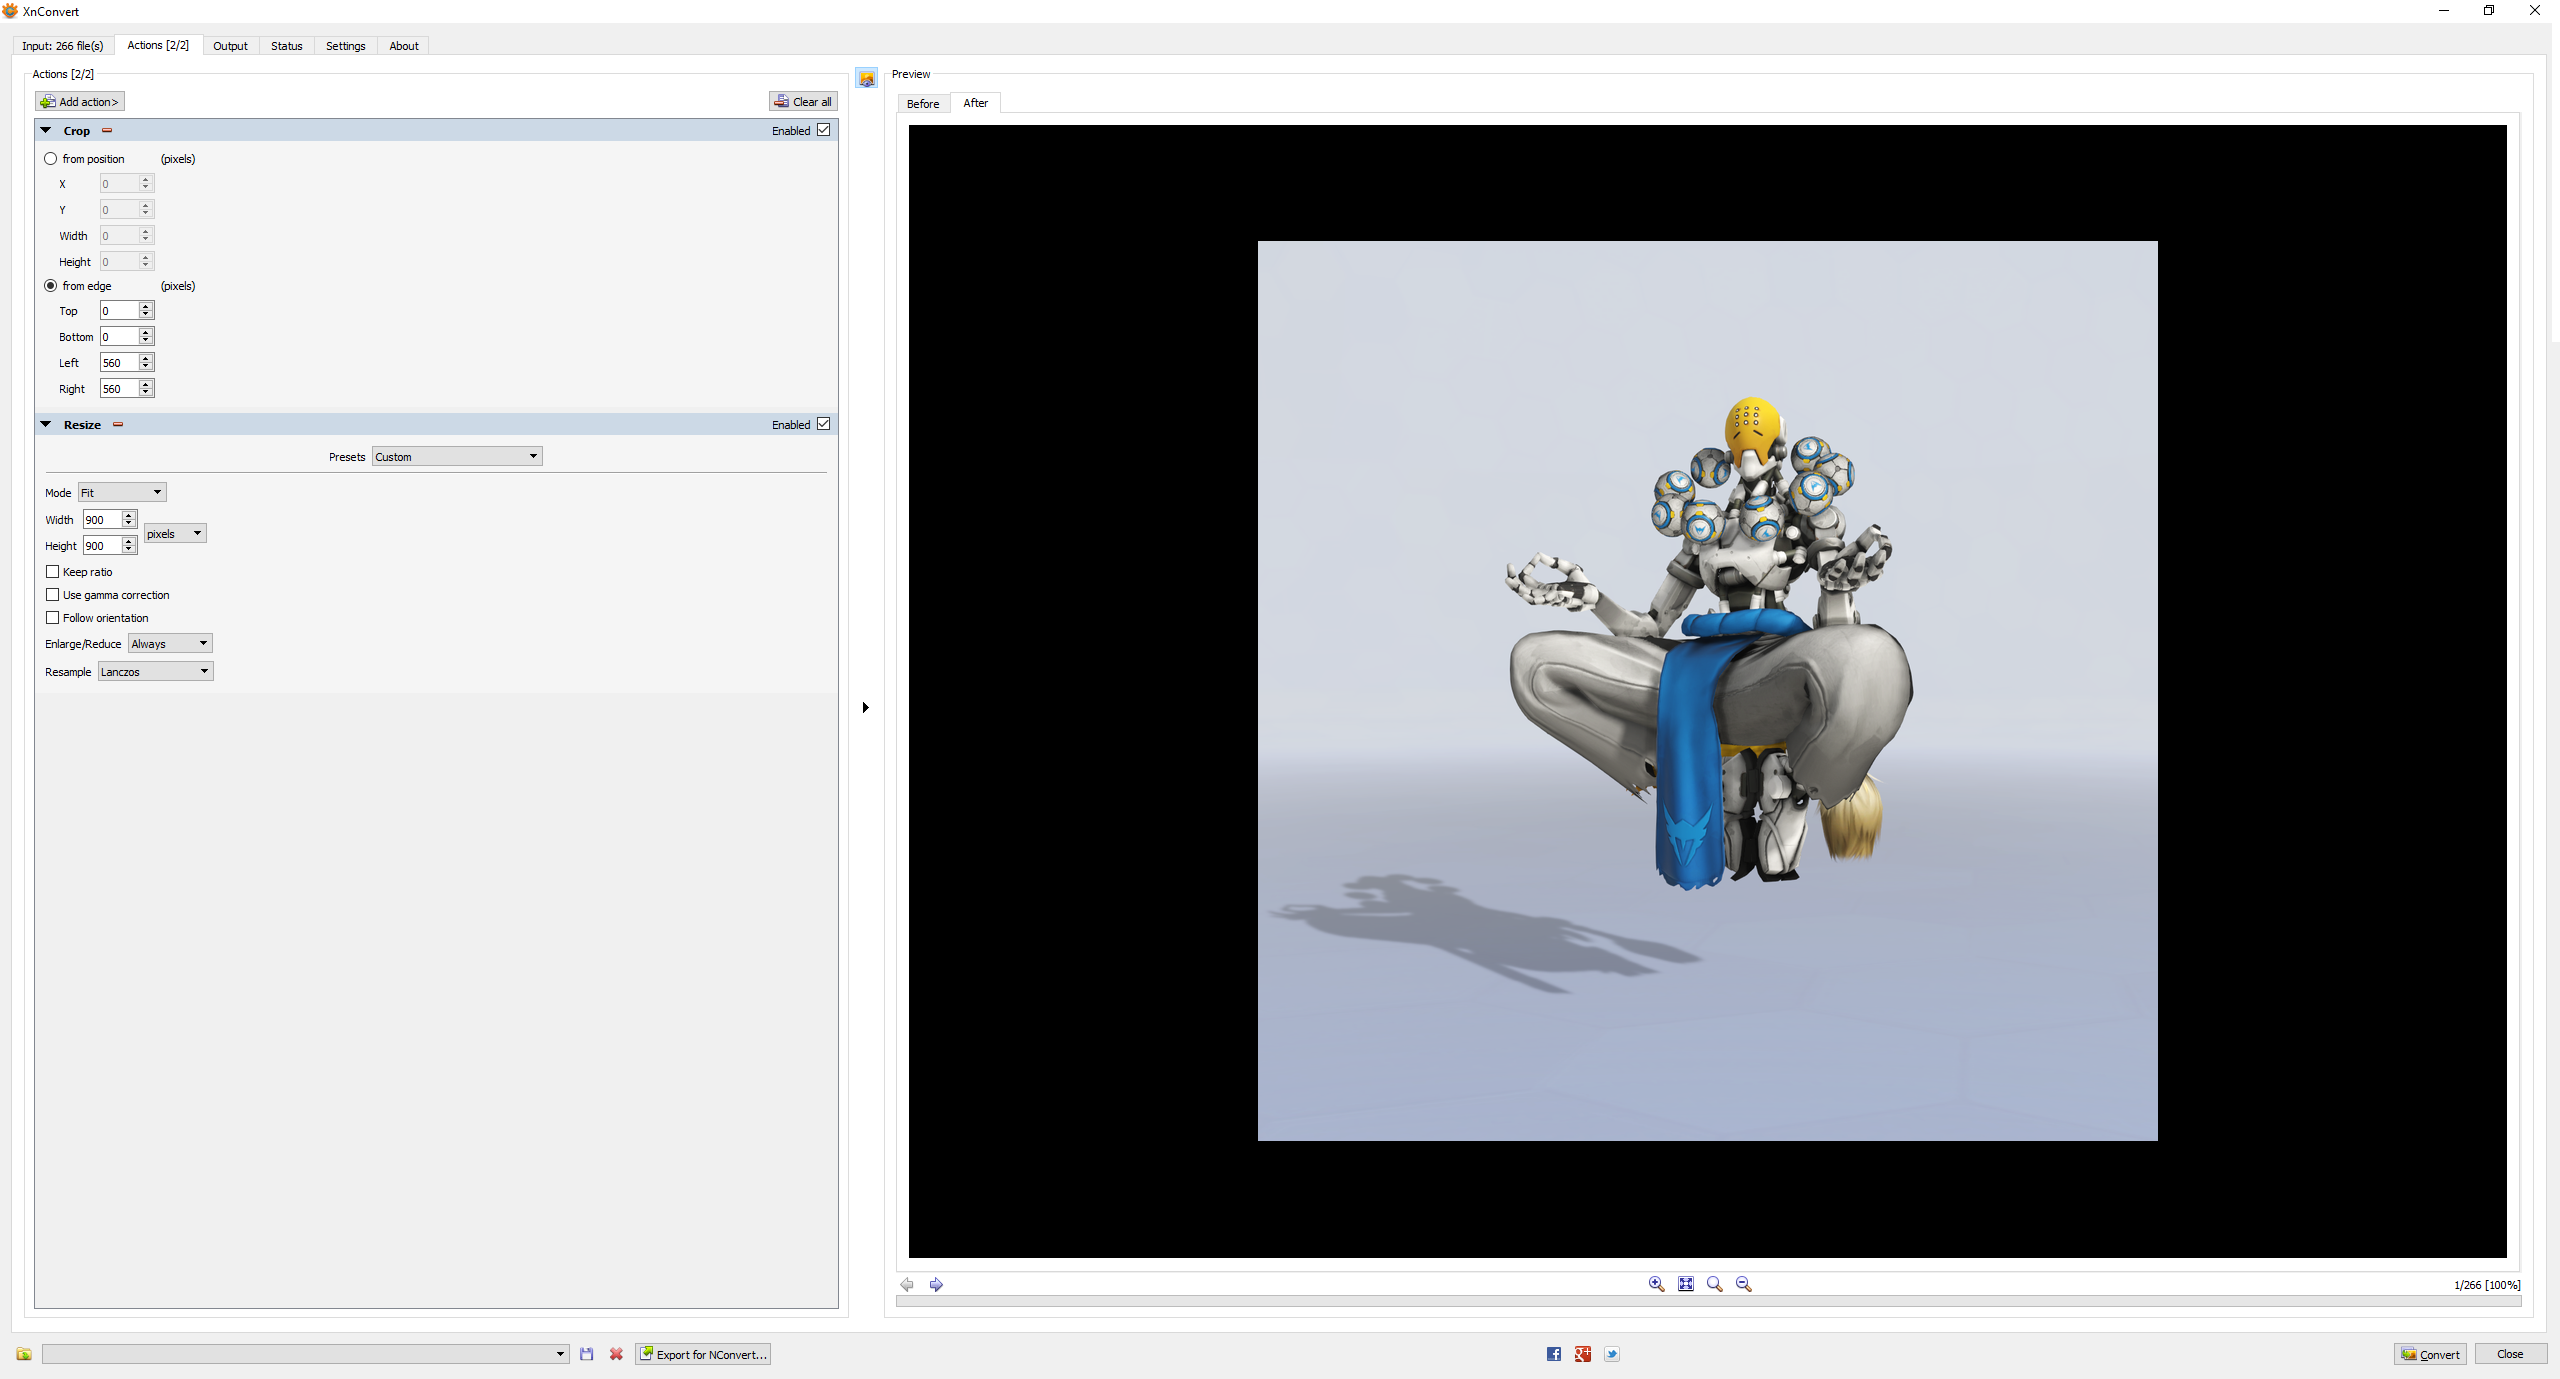 XnConvert
Input: 266 file(s)
Actions [2/2]
Output
Status
Settings
About
Actions [2/2]
Add action>
Clear all
Crop
Enabled
from position (pixels)
X 0
Y 0
Width 0
Height 0
from edge (pixels)
Top 0
Bottom 0
Left 560
Right 560
Resize
Enabled
Presets Custom
Mode Fit
Width 900
pixels
Height 900
Keep ratio
Use gamma correction
Follow orientation
Enlarge/Reduce Always
Resample Lanczos
Preview
Before
After
1/266 [100%]
Export for NConvert...
Convert
Close